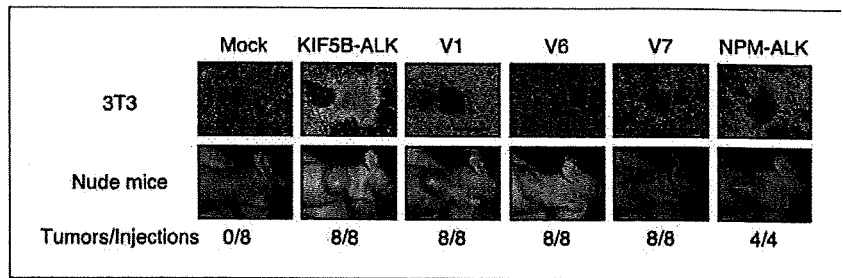 Mock KIF5B-ALK V1 V6 V7 NPM-ALK
3T3
Nude mice
Tumors/Injections 0/8 8/8 8/8 8/8 8/8 4/4